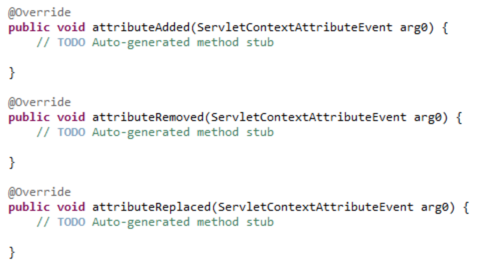 @Override
public void attributeAdded(ServletContextAttributeEvent arg0) {
// TODO Auto-generated method stub
}
@Override
public void attributeRemoved(ServletContextAttributeEvent arg0) {
// TODO Auto-generated method stub
}
@Override
public void attributeReplaced(ServletContextAttributeEvent arg0) {
// TODO Auto-generated method stub
}